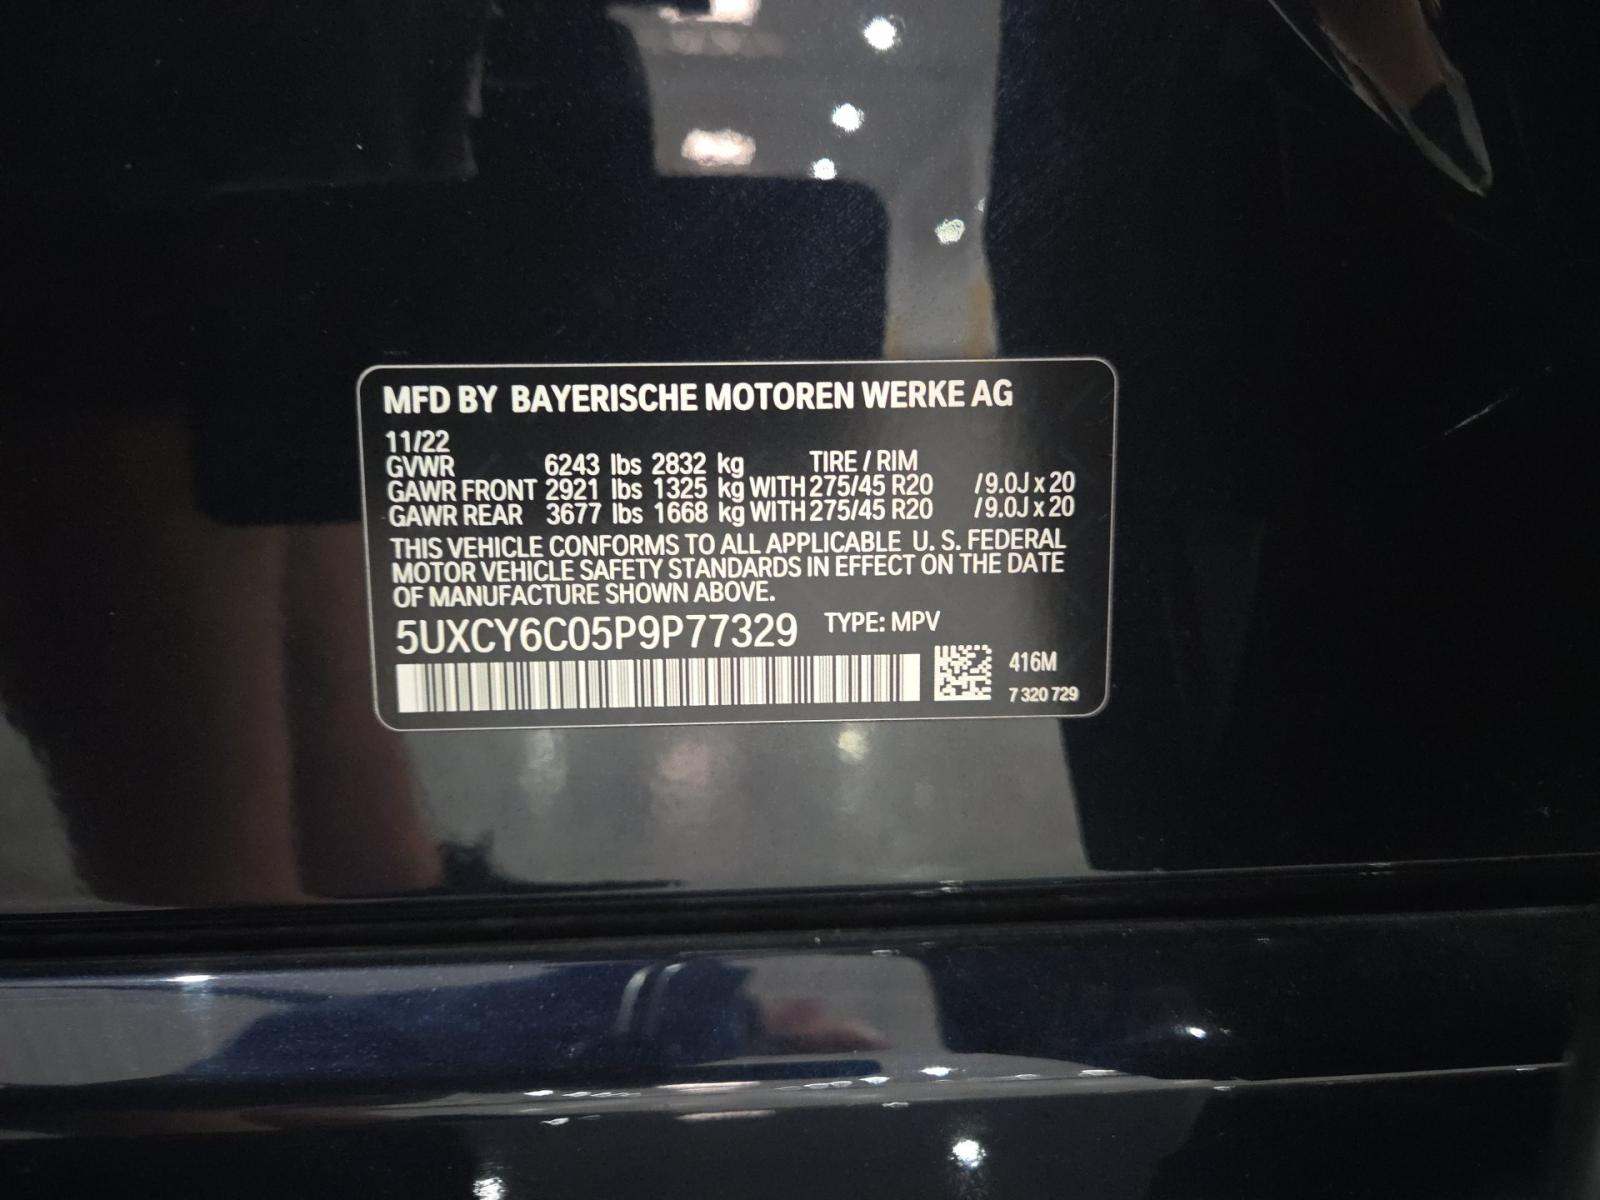 MFD BY BAYERISCHE MOTOREN WERKE AG
11/22
GVWR 6243 lbs 2832 kg TIRE / RIM
GAWR FRONT 2921 lbs 1325 kg WITH 275/45 R20 /9.0J x 20
GAWR REAR 3677 lbs 1668 kg WITH 275/45 R20 /9.0J x 20
THIS VEHICLE CONFORMS TO ALL APPLICABLE U. S. FEDERAL
MOTOR VEHICLE SAFETY STANDARDS IN EFFECT ON THE DATE
OF MANUFACTURE SHOWN ABOVE.
5UXCY6C05P9P77329 TYPE: MPV
416M
7 320 729